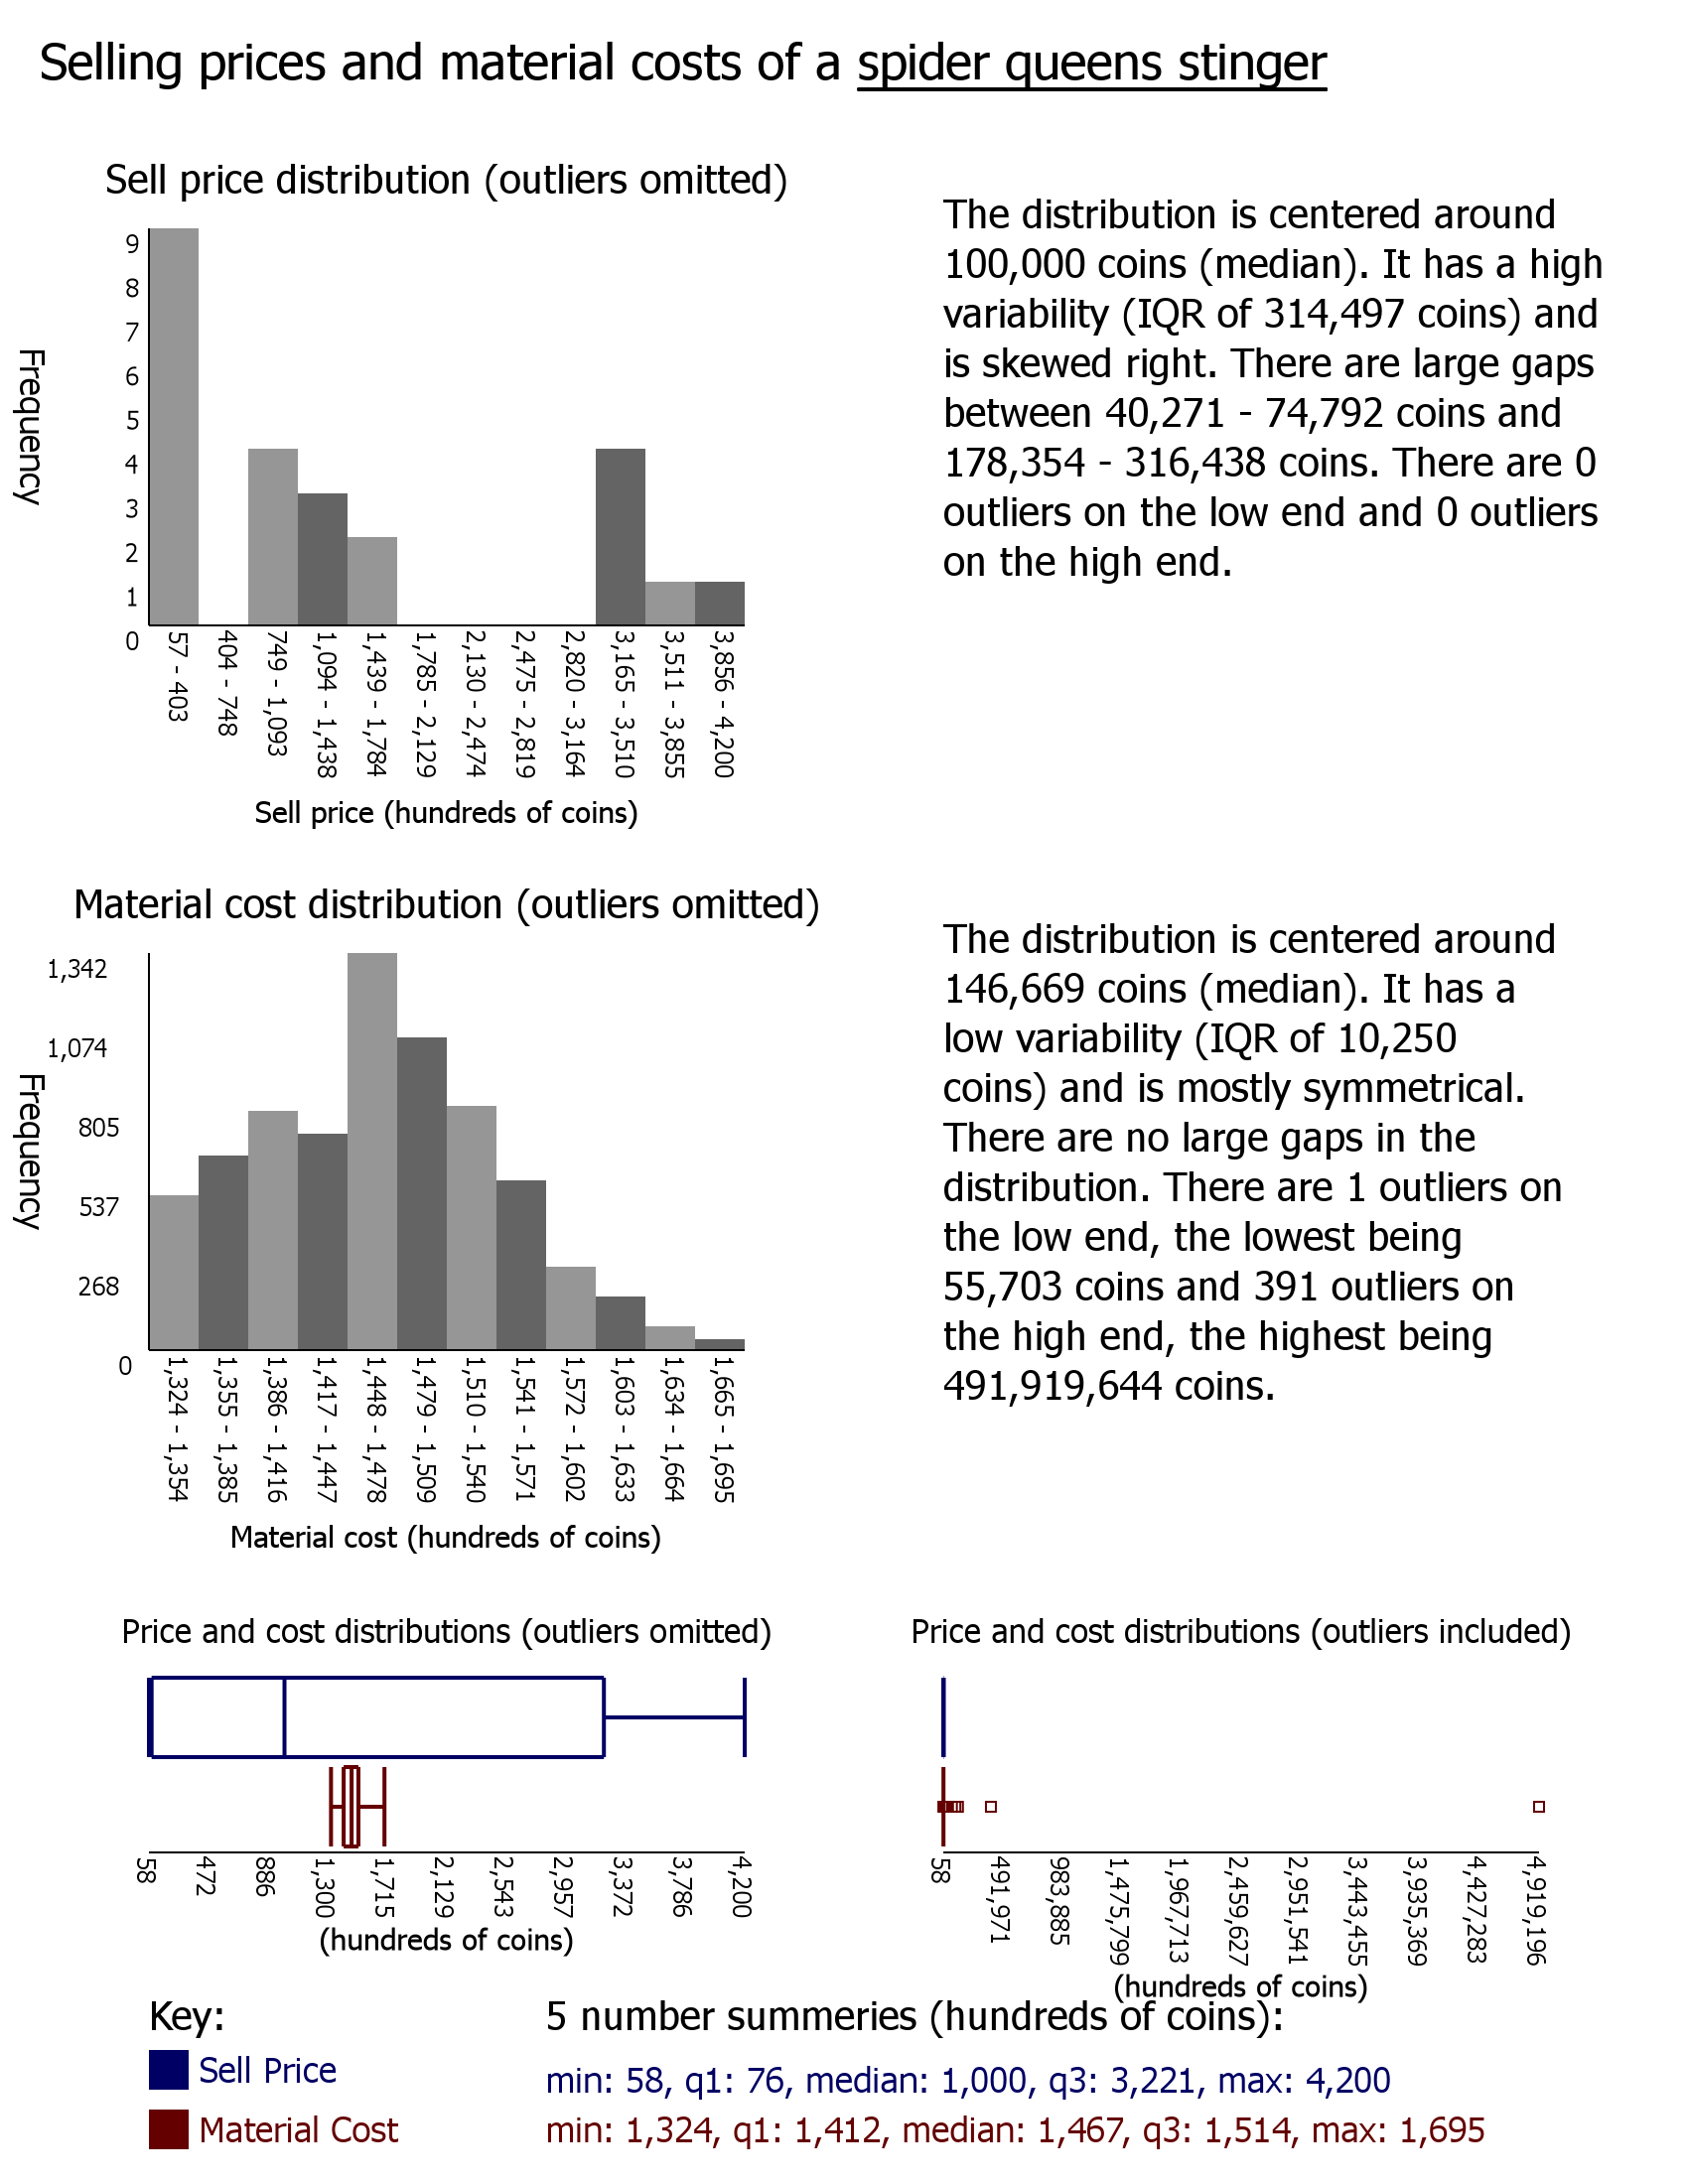 Selling prices and material costs of a spider queens stinger
Sell price distribution (outliers omitted)
9
8
7
6
5
4
3
2
1
0
Frequency
57 - 403
404 - 748
749 - 1,093
1,094 - 1,438
1,439 - 1,784
1,785 - 2,129
2,130 - 2,474
2,475 - 2,819
2,820 - 3,164
3,165 - 3,510
3,511 - 3,855
3,856 - 4,200
Sell price (hundreds of coins)
The distribution is centered around
100,000 coins (median). It has a high
variability (IQR of 314,497 coins) and
is skewed right. There are large gaps
between 40,271 - 74,792 coins and
178,354 - 316,438 coins. There are 0
outliers on the low end and 0 outliers
on the high end.
Material cost distribution (outliers omitted)
1,342
1,074
805
537
268
0
Frequency
1,324 - 1,354
1,355 - 1,385
1,386 - 1,416
1,417 - 1,447
1,448 - 1,478
1,479 - 1,509
1,510 - 1,540
1,541 - 1,571
1,572 - 1,602
1,603 - 1,633
1,634 - 1,664
1,665 - 1,695
Material cost (hundreds of coins)
The distribution is centered around
146,669 coins (median). It has a
low variability (IQR of 10,250
coins) and is mostly symmetrical.
There are no large gaps in the
distribution. There are 1 outliers on
the low end, the lowest being
55,703 coins and 391 outliers on
the high end, the highest being
491,919,644 coins.
Price and cost distributions (outliers omitted)
58
472
886
1,300
1,715
2,129
2,543
2,957
3,372
3,786
4,200
(hundreds of coins)
Price and cost distributions (outliers included)
58
491,971
983,885
1,475,799
1,967,713
2,459,627
2,951,541
3,443,455
3,935,369
4,427,283
4,919,196
(hundreds of coins)
Key:
Sell Price
Material Cost
5 number summeries (hundreds of coins):
min: 58, q1: 76, median: 1,000, q3: 3,221, max: 4,200
min: 1,324, q1: 1,412, median: 1,467, q3: 1,514, max: 1,695